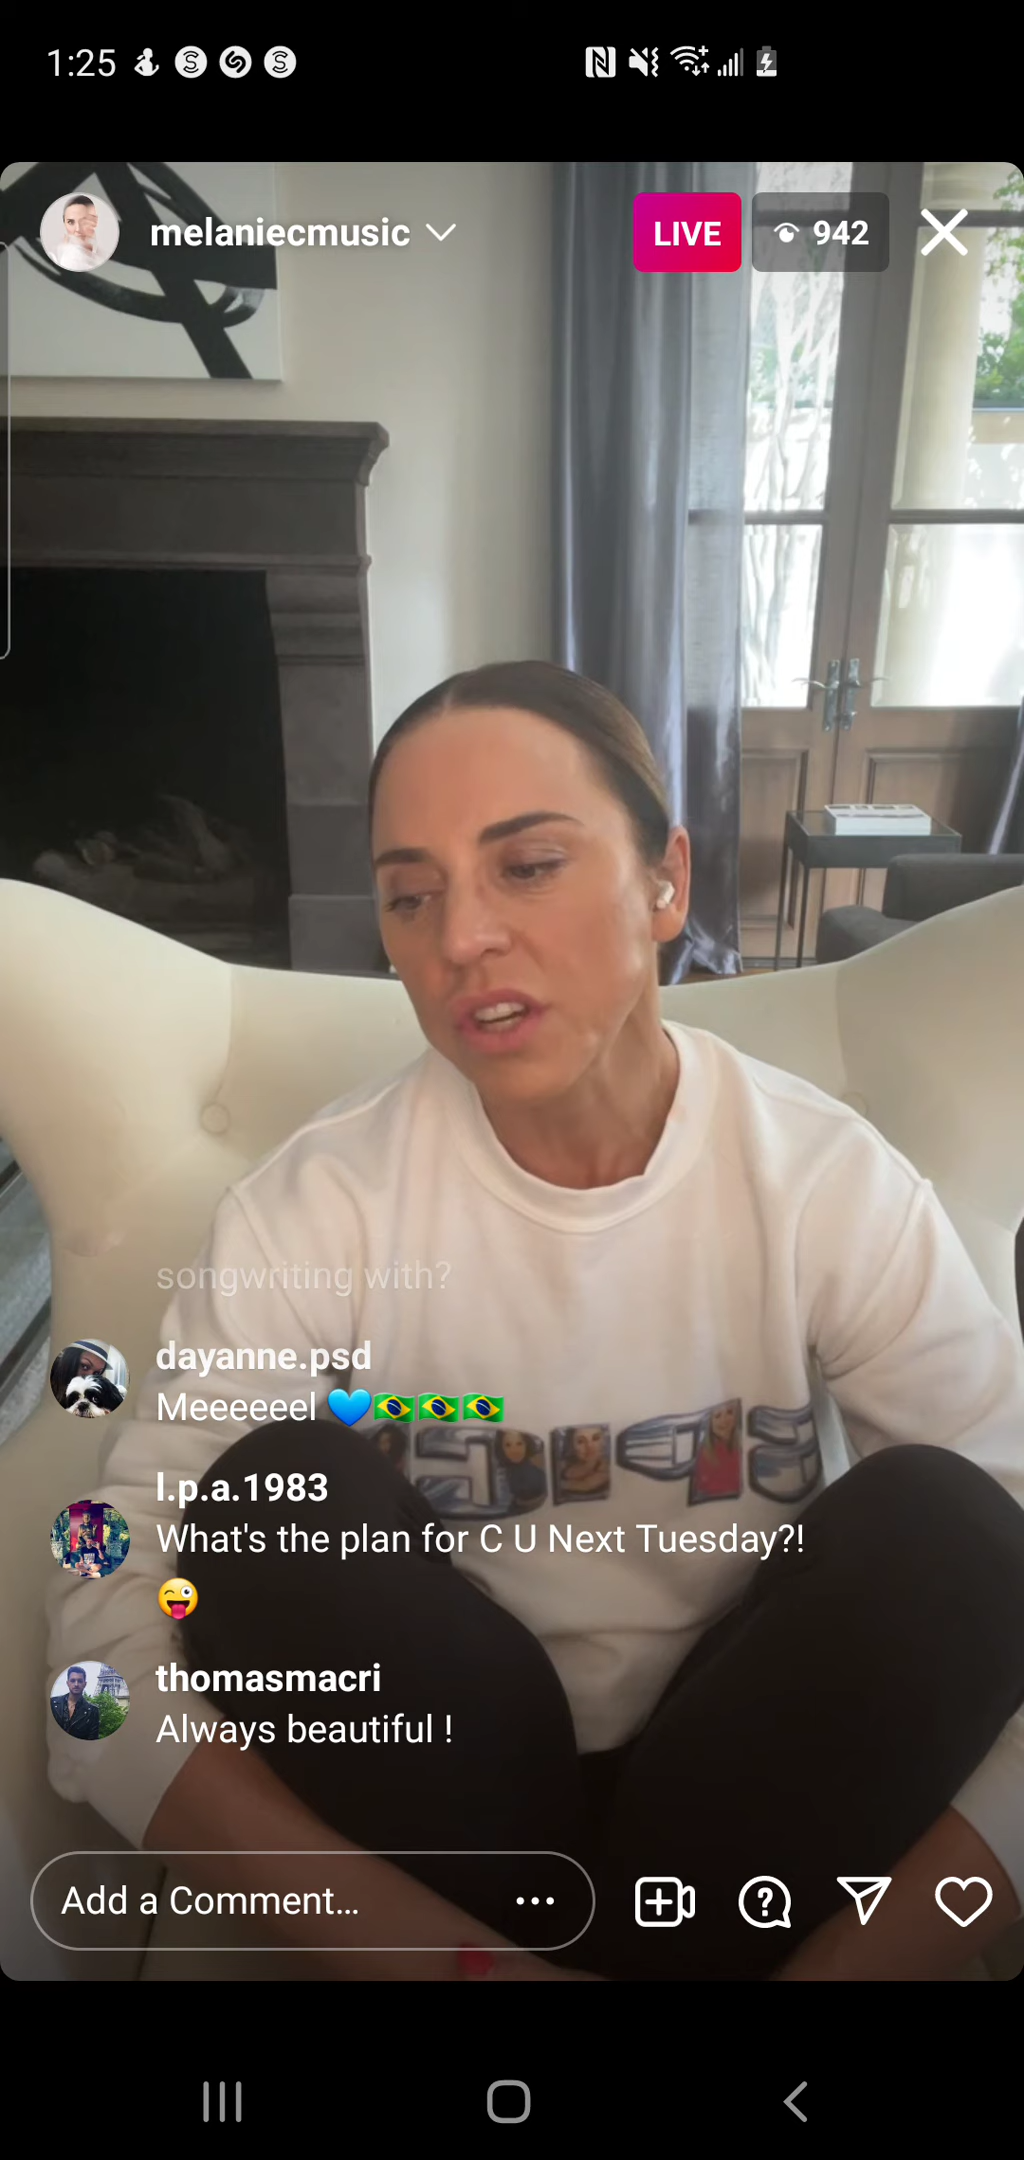 1:25
melaniecmusic
LIVE
942
songwriting with?
dayanne.psd
Meeeeeel 💙🇧🇷🇧🇷🇧🇷
SPICE
l.p.a.1983
What's the plan for C U Next Tuesday?!
😜
thomasmacri
Always beautiful !
Add a Comment...